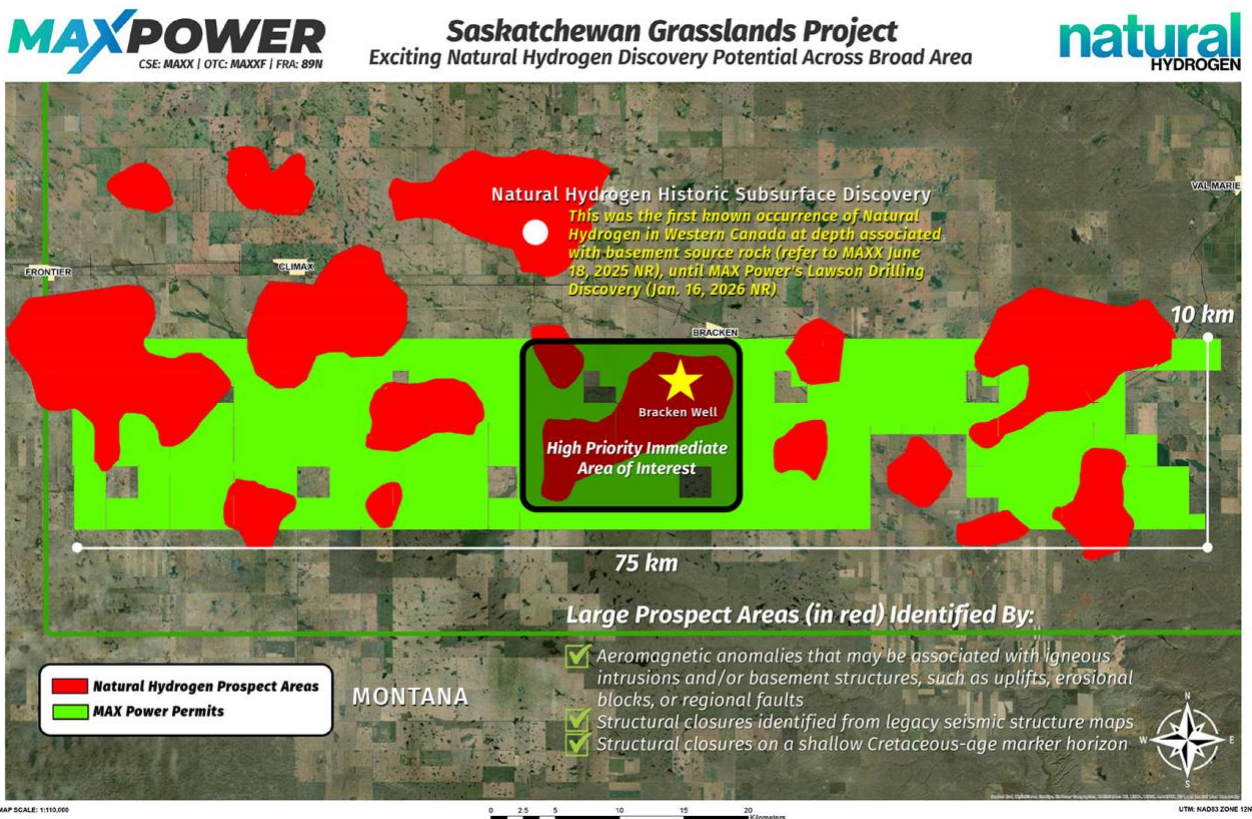 MAXPOWER
CSE: MAXX | OTC: MAXXF | FRA: 89N
Saskatchewan Grasslands Project
Exciting Natural Hydrogen Discovery Potential Across Broad Area
natural
HYDROGEN
VAL MARIE
Natural Hydrogen Historic Subsurface Discovery
This was the first known occurrence of Natural
Hydrogen in Western Canada at depth associated
with basement source rock (refer to MAXX June
18, 2025 NR), until MAX Power's Lawson Drilling
Discovery (Jan. 16, 2026 NR)
FRONTIER
CLIMAX
BRACKEN
10 km
Bracken Well
High Priority Immediate
Area of Interest
75 km
Large Prospect Areas (in red) Identified By:
Aeromagnetic anomalies that may be associated with igneous
intrusions and/or basement structures, such as uplifts, erosional
blocks, or regional faults
Structural closures identified from legacy seismic structure maps
Structural closures on a shallow Cretaceous-age marker horizon
Natural Hydrogen Prospect Areas
MAX Power Permits
MONTANA
N
W
E
S
MAP SCALE: 1:110,000
0 2.5 5 10 15 20
Kilometers
UTM: NAD83 ZONE 12N